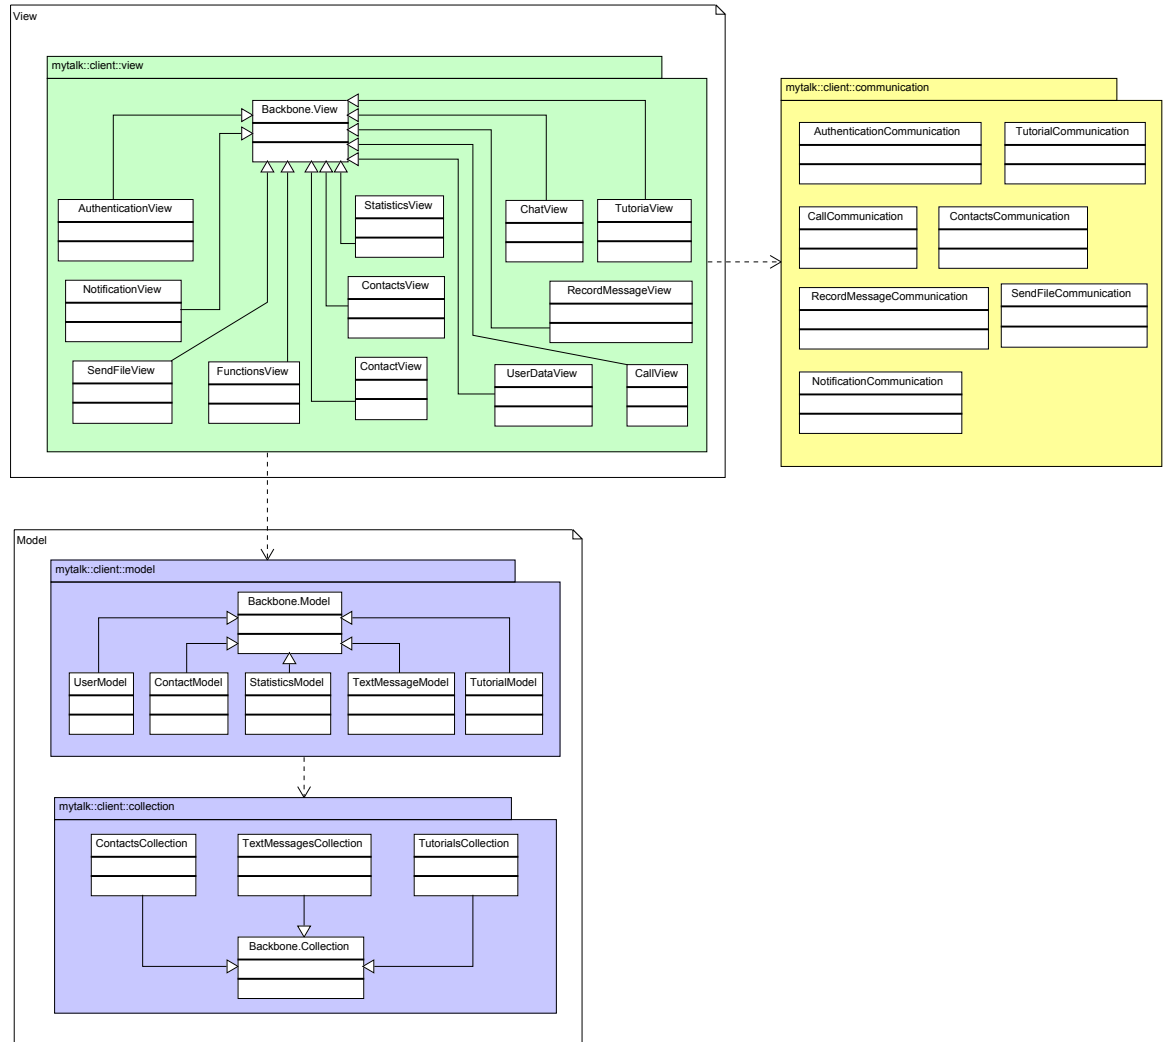 View
mytalk::client::view
Backbone.View
AuthenticationView
StatisticsView
ChatView
TutoriaView
NotificationView
ContactsView
RecordMessageView
SendFileView
FunctionsView
ContactView
UserDataView
CallView
mytalk::client::communication
AuthenticationCommunication
TutorialCommunication
CallCommunication
ContactsCommunication
RecordMessageCommunication
SendFileCommunication
NotificationCommunication
Model
mytalk::client::model
Backbone.Model
UserModel
ContactModel
StatisticsModel
TextMessageModel
TutorialModel
mytalk::client::collection
ContactsCollection
TextMessagesCollection
TutorialsCollection
Backbone.Collection